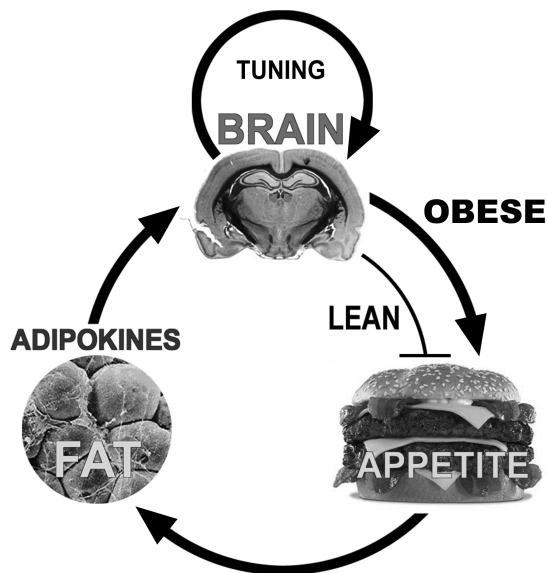 TUNING
BRAIN
OBESE
LEAN
ADIPOKINES
FAT
APPETITE